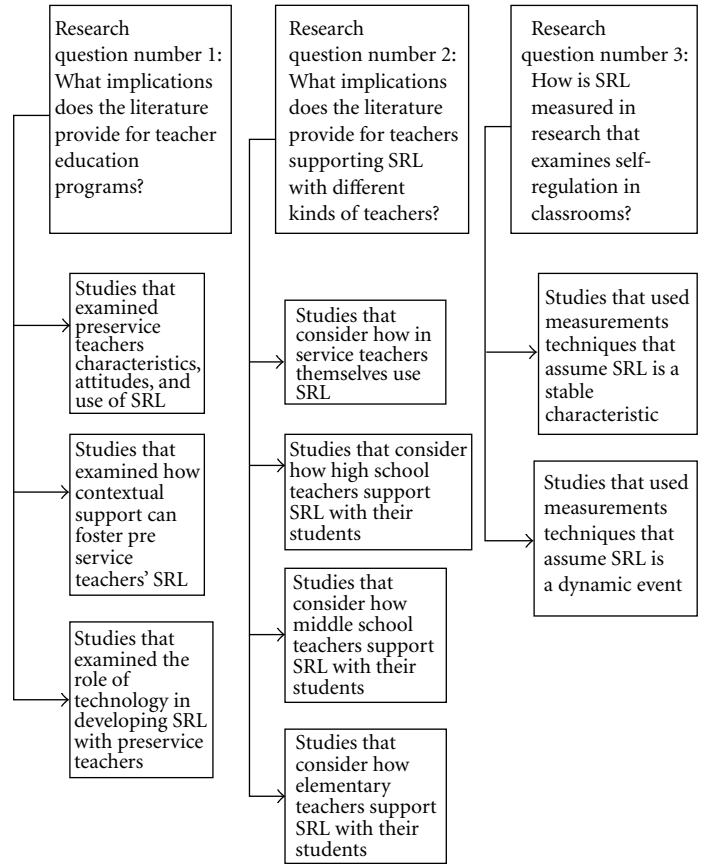 Research
question number 1:
What implications
does the literature
provide for teacher
education
programs?
Studies that
examined
preservice
teachers
characteristics,
attitudes, and
use of SRL
Studies that
examined how
contextual
support can
foster pre
service
teachers’ SRL
Studies that
examined the
role of
technology in
developing SRL
with preservice
teachers
Research
question number 2:
What implications
does the literature
provide for teachers
supporting SRL
with different
kinds of teachers?
Studies that
consider how in
service teachers
themselves use
SRL
Studies that consider
how high school
teachers support
SRL with their
students
Studies that
consider how
middle school
teachers support
SRL with their
students
Studies that
consider how
elementary
teachers support
SRL with their
students
Research
question number 3:
How is SRL
measured in
research that
examines self-
regulation in
classrooms?
Studies that used
measurements
techniques that
assume SRL is a
stable
characteristic
Studies that used
measurements
techniques that
assume SRL is
a dynamic event